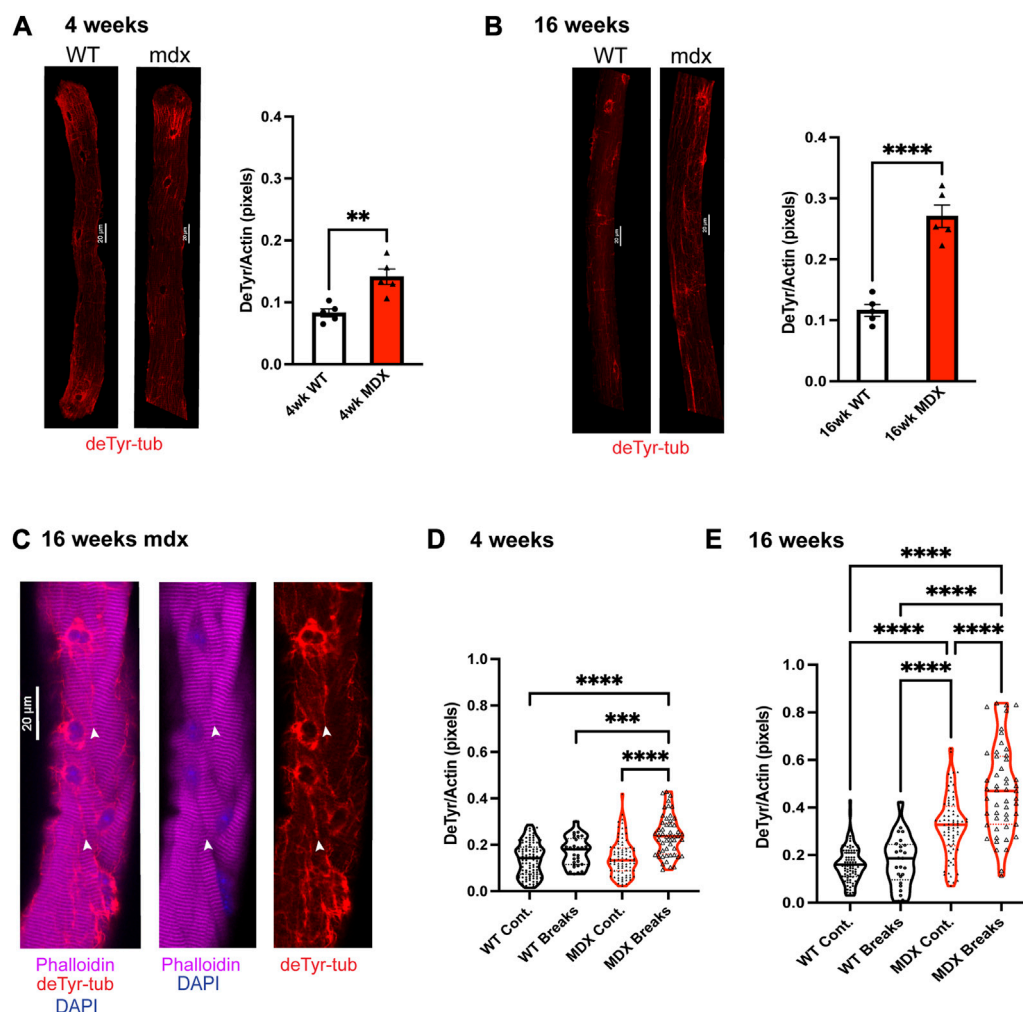 A 4 weeks
WT mdx
20 µm
20 µm
deTyr-tub
DeTyr/Actin (pixels)
0.4
0.3
0.2
0.1
0.0
**
4wk WT
4wk MDX
B 16 weeks
WT mdx
20 µm
20 µm
deTyr-tub
DeTyr/Actin (pixels)
0.4
0.3
0.2
0.1
0.0
****
16wk WT
16wk MDX
C 16 weeks mdx
20 µm
Phalloidin
deTyr-tub
DAPI
Phalloidin
DAPI
deTyr-tub
D 4 weeks
DeTyr/Actin (pixels)
1.0
0.8
0.6
0.4
0.2
0.0
****
***
****
WT Cont.
WT Breaks
MDX Cont.
MDX Breaks
E 16 weeks
DeTyr/Actin (pixels)
1.0
0.8
0.6
0.4
0.2
0.0
****
****
**** ****
****
WT Cont.
WT Breaks
MDX Cont.
MDX Breaks